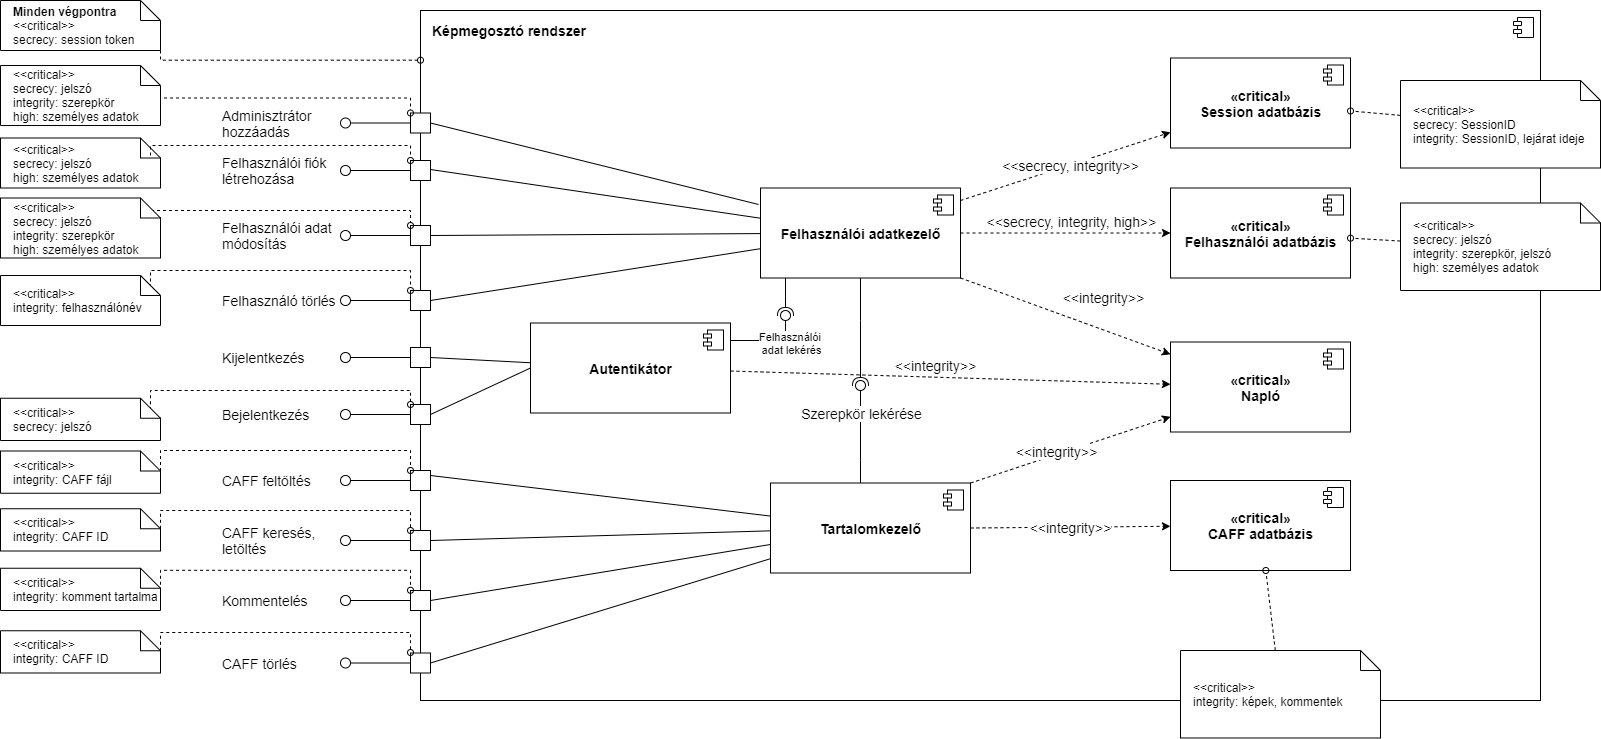 Minden végpontra
<<critical>>
secrecy: session token
<<critical>>
secrecy: jelszó
integrity: szerepkör
high: személyes adatok
<<critical>>
secrecy: jelszó
high: személyes adatok
<<critical>>
secrecy: jelszó
integrity: szerepkör
high: személyes adatok
<<critical>>
integrity: felhasználónév
<<critical>>
secrecy: jelszó
<<critical>>
integrity: CAFF fájl
<<critical>>
integrity: CAFF ID
<<critical>>
integrity: komment tartalma
<<critical>>
integrity: CAFF ID
Képmegosztó rendszer
Adminisztrátor
hozzáadás
Felhasználói fiók
létrehozása
Felhasználói adat
módosítás
Felhasználó törlés
Kijelentkezés
Bejelentkezés
CAFF feltöltés
CAFF keresés,
letöltés
Kommentelés
CAFF törlés
Felhasználói adatkezelő
Autentikátor
Felhasználói
adat lekérés
Szerepkör lekérése
Tartalomkezelő
<<secrecy, integrity>>
<<secrecy, integrity, high>>
<<integrity>>
<<integrity>>
<<integrity>>
<<integrity>>
«critical»
Session adatbázis
«critical»
Felhasználói adatbázis
«critical»
Napló
«critical»
CAFF adatbázis
<<critical>>
secrecy: SessionID
integrity: SessionID, lejárat ideje
<<critical>>
secrecy: jelszó
integrity: szerepkör, jelszó
high: személyes adatok
<<critical>>
integrity: képek, kommentek